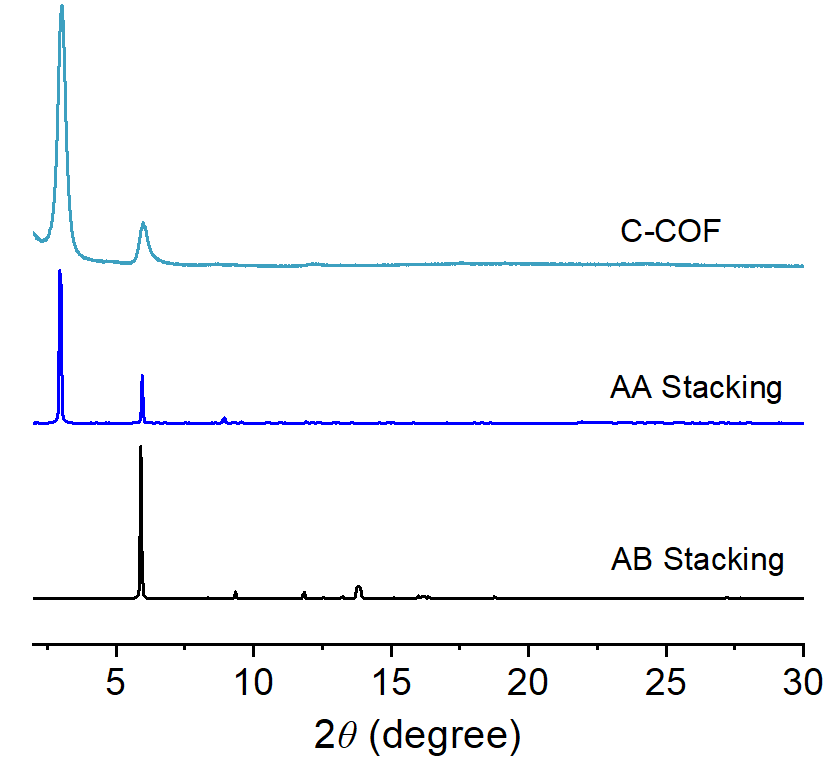 C-COF
AA Stacking
AB Stacking
5 10 15 20 25 30
2θ (degree)